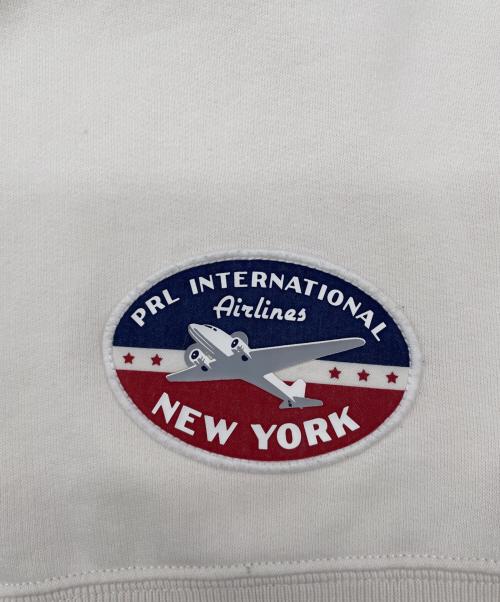 PRL INTERNATIONAL
Airlines
NEW YORK